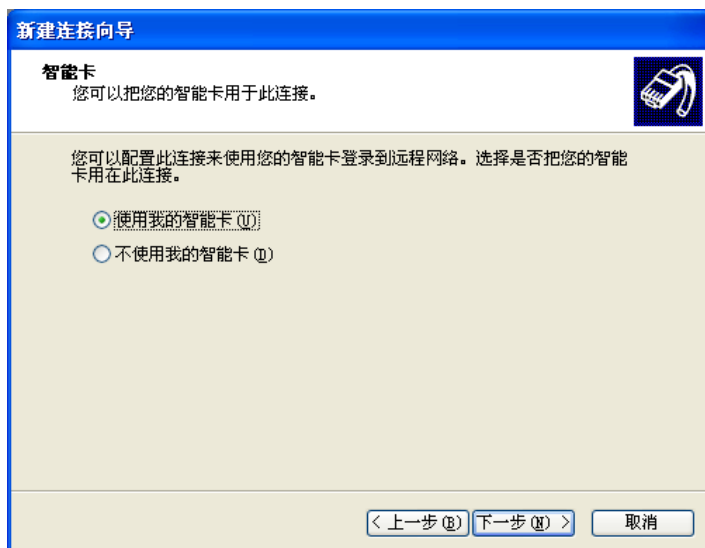 新建连接向导
智能卡
您可以把您的智能卡用于此连接。
您可以配置此连接来使用您的智能卡登录到远程网络。选择是否把您的智能
卡用在此连接。
使用我的智能卡(U)
不使用我的智能卡(D)
< 上一步(B) 下一步(N) > 取消